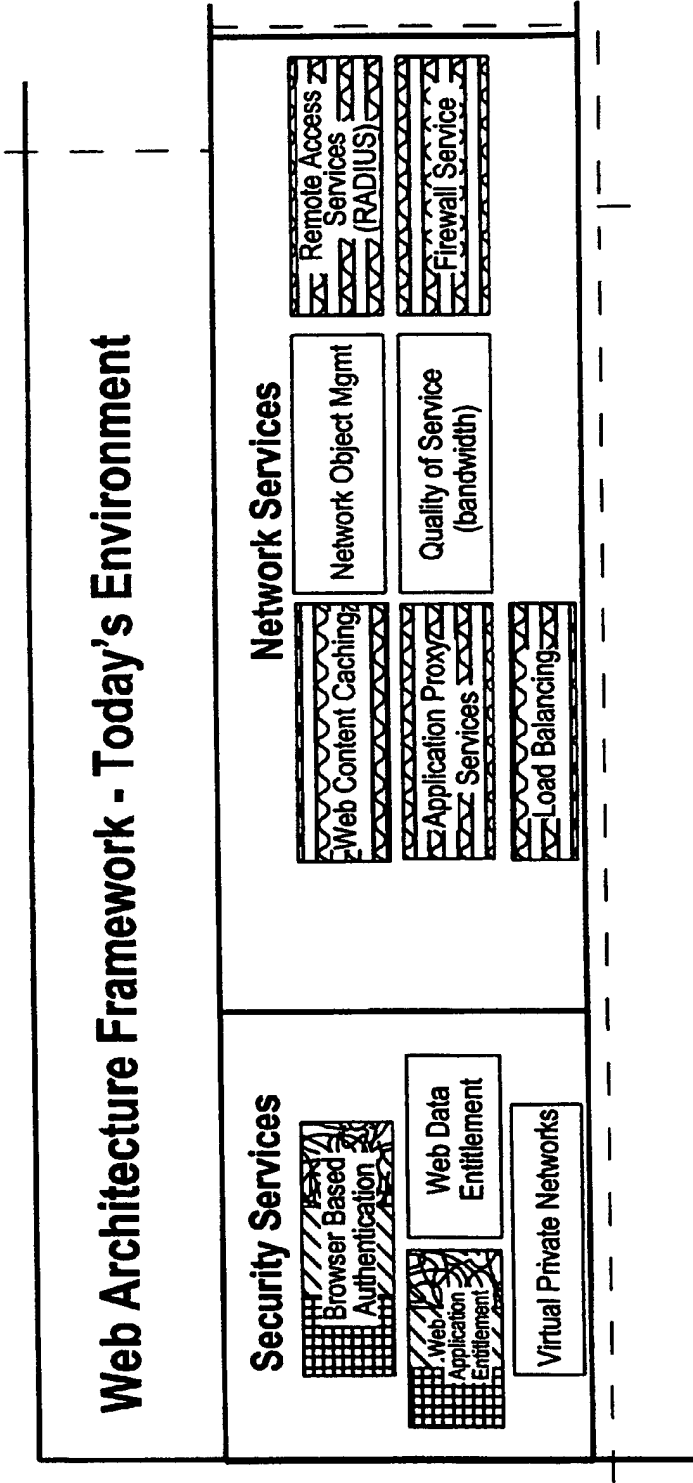 Web Architecture Framework - Today's Environment
Security Services
Browser Based
Authentication
Web
Application
Entitlement
Web Data
Entitlement
Virtual Private Networks
Network Services
Web Content Caching
Application Proxy
Services
Load Balancing
Network Object Mgmt
Quality of Service
(bandwidth)
Remote Access
Services
(RADIUS)
Firewall Service